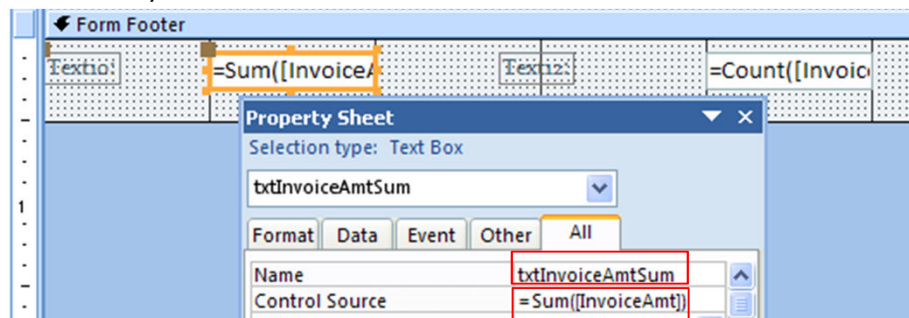 Form Footer
Text10: =Sum([InvoiceA Text12: =Count([Invoic
Property Sheet
Selection type: Text Box
txtInvoiceAmtSum
Format Data Event Other All
1
Name txtInvoiceAmtSum
Control Source =Sum([InvoiceAmt])